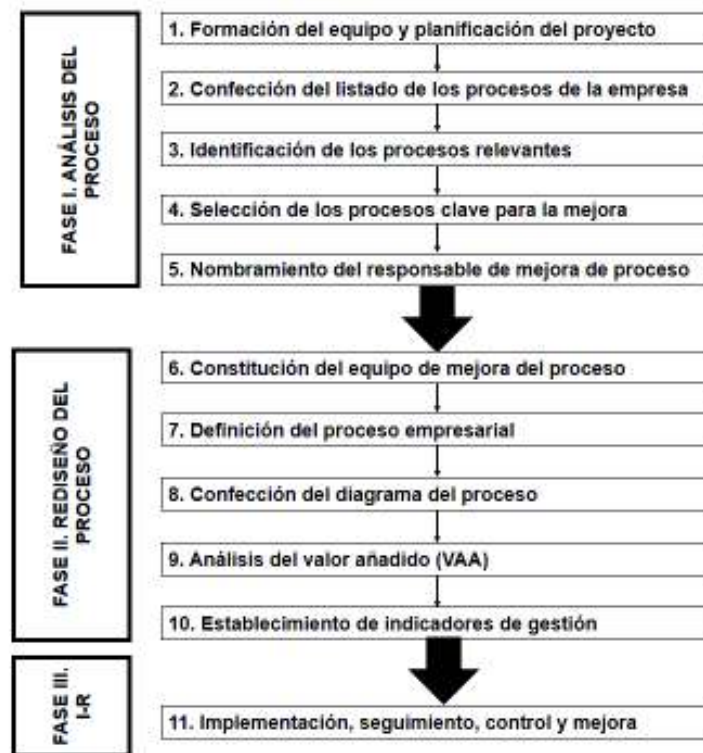 FASE I. ANÁLISIS DEL
PROCESO
1. Formación del equipo y planificación del proyecto
2. Confección del listado de los procesos de la empresa
3. Identificación de los procesos relevantes
4. Selección de los procesos clave para la mejora
5. Nombramiento del responsable de mejora de proceso
FASE II. REDISEÑO DEL
PROCESO
6. Constitución del equipo de mejora del proceso
7. Definición del proceso empresarial
8. Confección del diagrama del proceso
9. Análisis del valor añadido (VAA)
10. Establecimiento de indicadores de gestión
FASE III.
I-R
11. Implementación, seguimiento, control y mejora